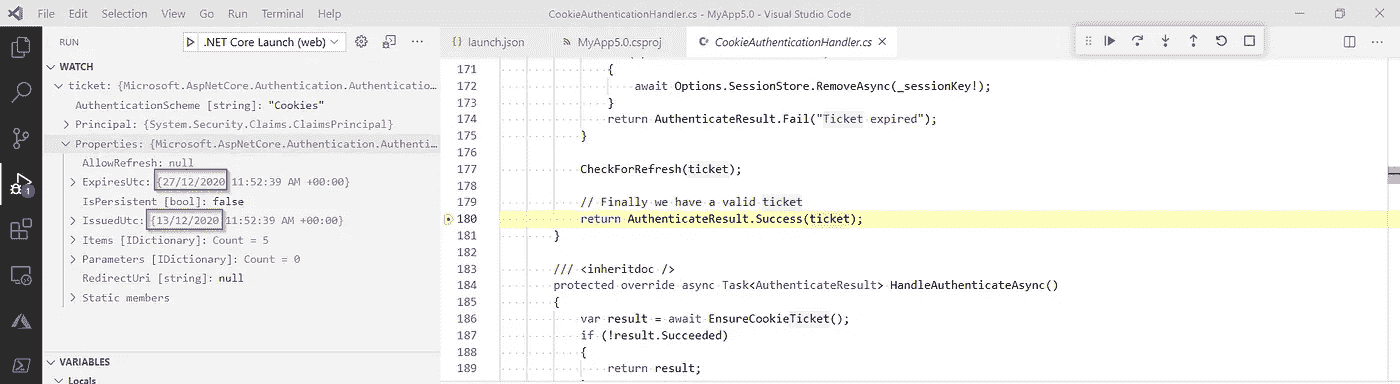 File Edit Selection View Go Run Terminal Help
CookieAuthenticationHandler.cs - MyApp5.0 - Visual Studio Code
RUN
.NET Core Launch (web)
WATCH
ticket: {Microsoft.AspNetCore.Authentication.Authentication...
AuthenticationScheme [string]: "Cookies"
Principal: {System.Security.Claims.ClaimsPrincipal}
Properties: {Microsoft.AspNetCore.Authentication.Authenti...
AllowRefresh: null
ExpiresUtc: {27/12/2020 11:52:39 AM +00:00}
IsPersistent [bool]: false
IssuedUtc: {13/12/2020 11:52:39 AM +00:00}
Items [IDictionary]: Count = 5
Parameters [IDictionary]: Count = 0
RedirectUri [string]: null
Static members
VARIABLES
Locals
1
launch.json
MyApp5.0.csproj
CookieAuthenticationHandler.cs
171 {
172 await Options.SessionStore.RemoveAsync(_sessionKey!);
173 }
174 return AuthenticateResult.Fail("Ticket expired");
175 }
176
177 CheckForRefresh(ticket);
178
179 // Finally we have a valid ticket
180 return AuthenticateResult.Success(ticket);
181 }
182
183 /// <inheritdoc />
184 protected override async Task<AuthenticateResult> HandleAuthenticateAsync()
185 {
186 var result = await EnsureCookieTicket();
187 if (!result.Succeeded)
188 {
189 return result;